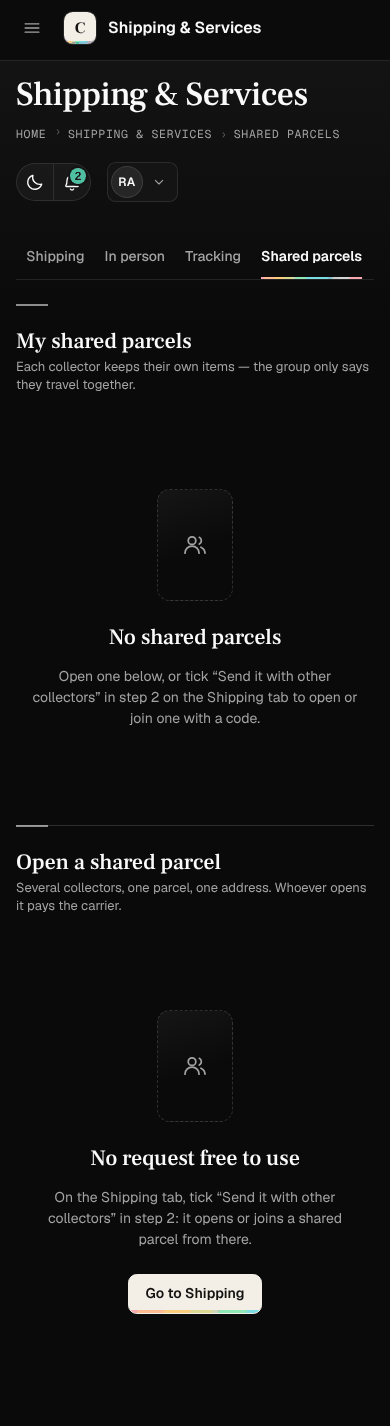 C
Shipping & Services
Shipping & Services
HOME › SHIPPING & SERVICES › SHARED PARCELS
2
RA
Shipping In person Tracking Shared parcels
My shared parcels
Each collector keeps their own items — the group only says
they travel together.
No shared parcels
Open one below, or tick “Send it with other
collectors” in step 2 on the Shipping tab to open or
join one with a code.
Open a shared parcel
Several collectors, one parcel, one address. Whoever opens
it pays the carrier.
No request free to use
On the Shipping tab, tick “Send it with other
collectors” in step 2: it opens or joins a shared
parcel from there.
Go to Shipping